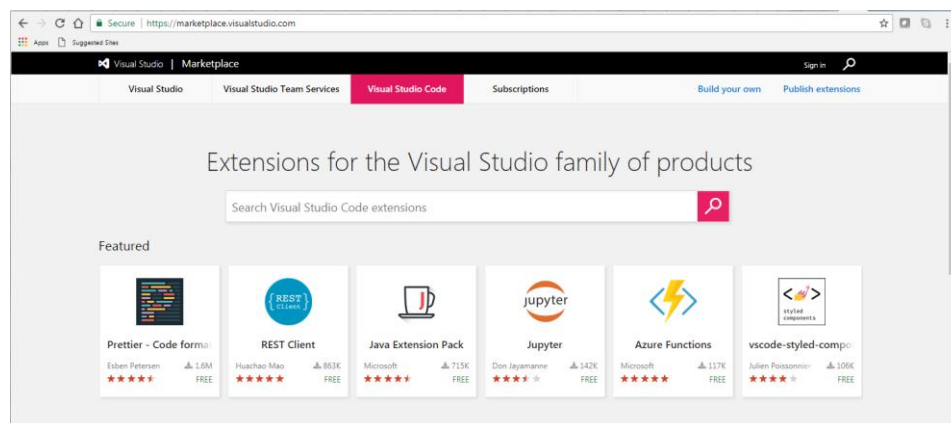 Secure | https://marketplace.visualstudio.com
Apps Suggested Sites
Visual Studio | Marketplace Sign in
Visual Studio Visual Studio Team Services Visual Studio Code Subscriptions Build your own Publish extensions
Extensions for the Visual Studio family of products
Search Visual Studio Code extensions
Featured
{REST}
Client
J
jupyter
styled
components
Prettier - Code forma
REST Client
Java Extension Pack
Jupyter
Azure Functions
vscode-styled-compo
Esben Petersen 1.6M
Huachao Mao 863K
Microsoft 715K
Don Jayamanne 142K
Microsoft 117K
Julien Poissonnier 106K
FREE
FREE
FREE
FREE
FREE
FREE